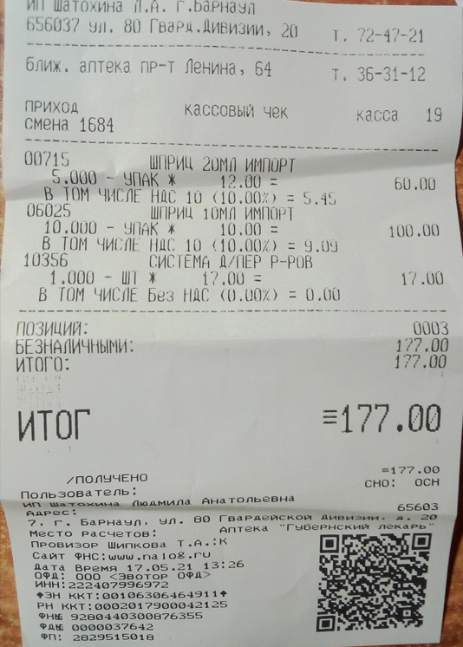 ИП Шатохина Л.А. г.Барнаул
656037 ул. 80 Гвард.Дивизии, 20 т. 72-47-21
ближ. аптека пр-т Ленина, 64 т. 36-31-12
ПРИХОД кассовый чек касса 19
смена 1684
00715 ШПРИЦ 20МЛ ИМПОРТ
5.000 - УПАК * 12.00 = 60.00
В ТОМ ЧИСЛЕ НДС 10 (10.00%) = 5.45
06025 ШПРИЦ 10МЛ ИМПОРТ
10.000 - УПАК * 10.00 = 100.00
В ТОМ ЧИСЛЕ НДС 10 (10.00%) = 9.09
10356 СИСТЕМА Д/ПЕР Р-РОВ
1.000 - ШП * 17.00 = 17.00
В ТОМ ЧИСЛЕ Без НДС (0.00%) = 0.00
ПОЗИЦИЙ: 0003
БЕЗНАЛИЧНЫМИ: 177.00
ИТОГО: 177.00
ИТОГ =177.00
/ПОЛУЧЕНО =177.00
Пользователь: СНО: ОСН
ИП Шатохина Людмила Анатольевна
Адрес: 65603
7, г. Барнаул, ул. 80 Гвардейской Дивизии, д. 20
Место расчетов: Аптека "Губернский лекарь"
Провизор Шипкова Т.А.:К
Сайт ФНС:www.nalog.ru
Дата Время 17.05.21 13:26
ОФД: ООО <Эвотор ОФД>
ИНН:222407996972
*ЗН ККТ:00106306464911*
РН ККТ:0002017900042125
ФН№ 9280440300876355
ФД№ 0000037642
ФП: 2829515018